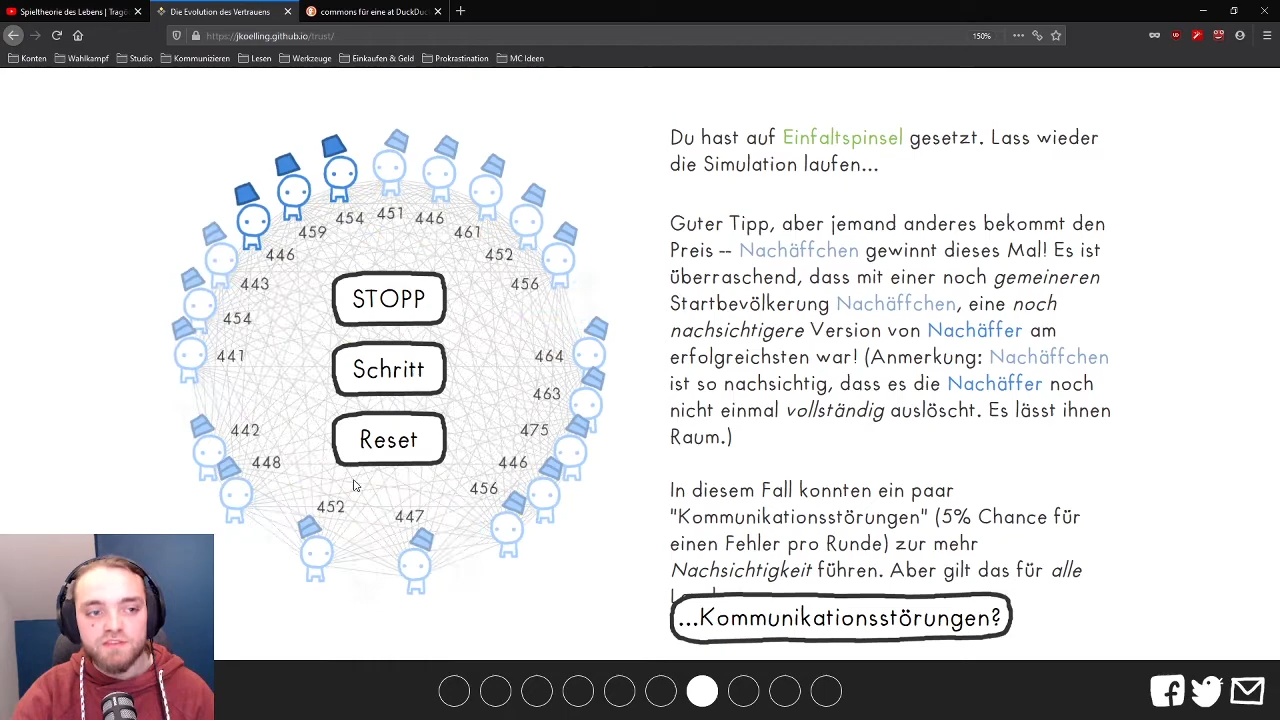 Spieltheorie des Lebens | Tragö
Die Evolution des Vertrauens
commons für eine at DuckDuc
https://jkoelling.github.io/trust/
150%
Konten
Wahlkampf
Studio
Kommunizieren
Lesen
Werkzeuge
Einkaufen & Geld
Prokrastination
MC Ideen
454 451 446
459 461
446 452
443 456
454
441 464
463
442 475
448 446
456
452 447
STOPP
Schritt
Reset
Du hast auf Einfaltspinsel gesetzt. Lass wieder
die Simulation laufen...
Guter Tipp, aber jemand anderes bekommt den
Preis -- Nachäffchen gewinnt dieses Mal! Es ist
überraschend, dass mit einer noch gemeineren
Startbevölkerung Nachäffchen, eine noch
nachsichtigere Version von Nachäffer am
erfolgreichsten war! (Anmerkung: Nachäffchen
ist so nachsichtig, dass es die Nachäffer noch
nicht einmal vollständig auslöscht. Es lässt ihnen
Raum.)
In diesem Fall konnten ein paar
"Kommunikationsstörungen" (5% Chance für
einen Fehler pro Runde) zur mehr
Nachsichtigkeit führen. Aber gilt das für alle
...Kommunikationsstörungen?